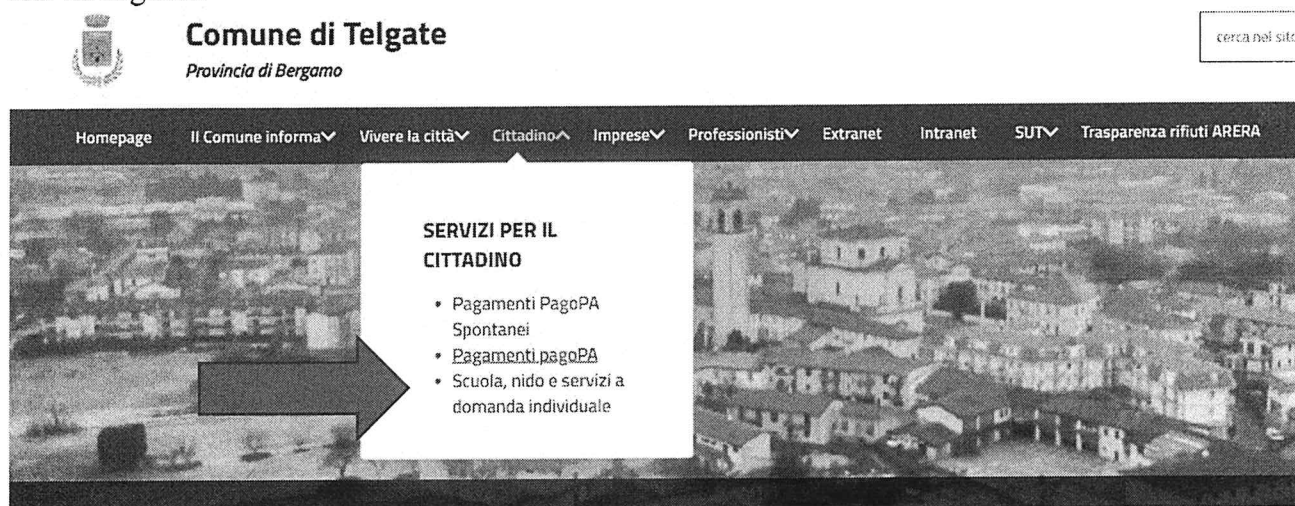 Comune di Telgate
Provincia di Bergamo
cerca nel sito
Homepage Il Comune informa Vivere la città Cittadino Imprese Professionisti Extranet Intranet SUT Trasparenza rifiuti ARERA
SERVIZI PER IL
CITTADINO
• Pagamenti PagoPA
Spontanei
• Pagamenti pagoPA
• Scuola, nido e servizi a
domanda individuale